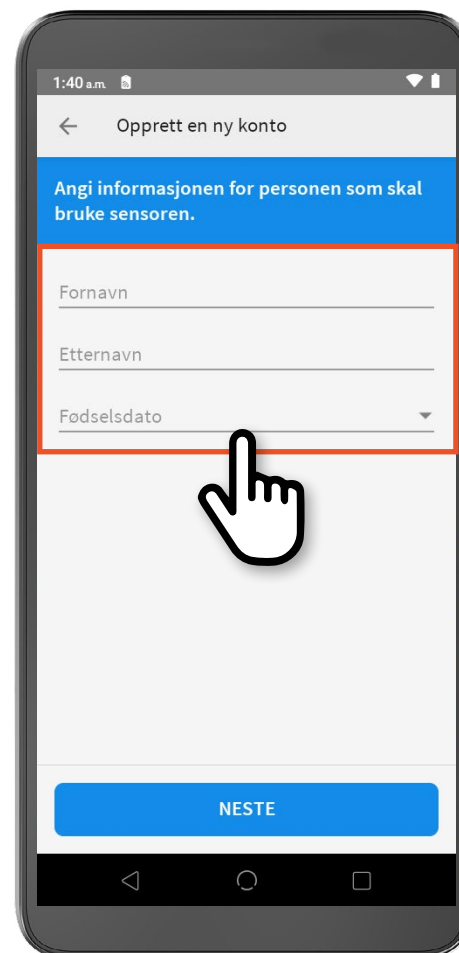 1:40 a.m.
Opprett en ny konto
Angi informasjonen for personen som skal
bruke sensoren.
Fornavn
Etternavn
Fødselsdato
NESTE